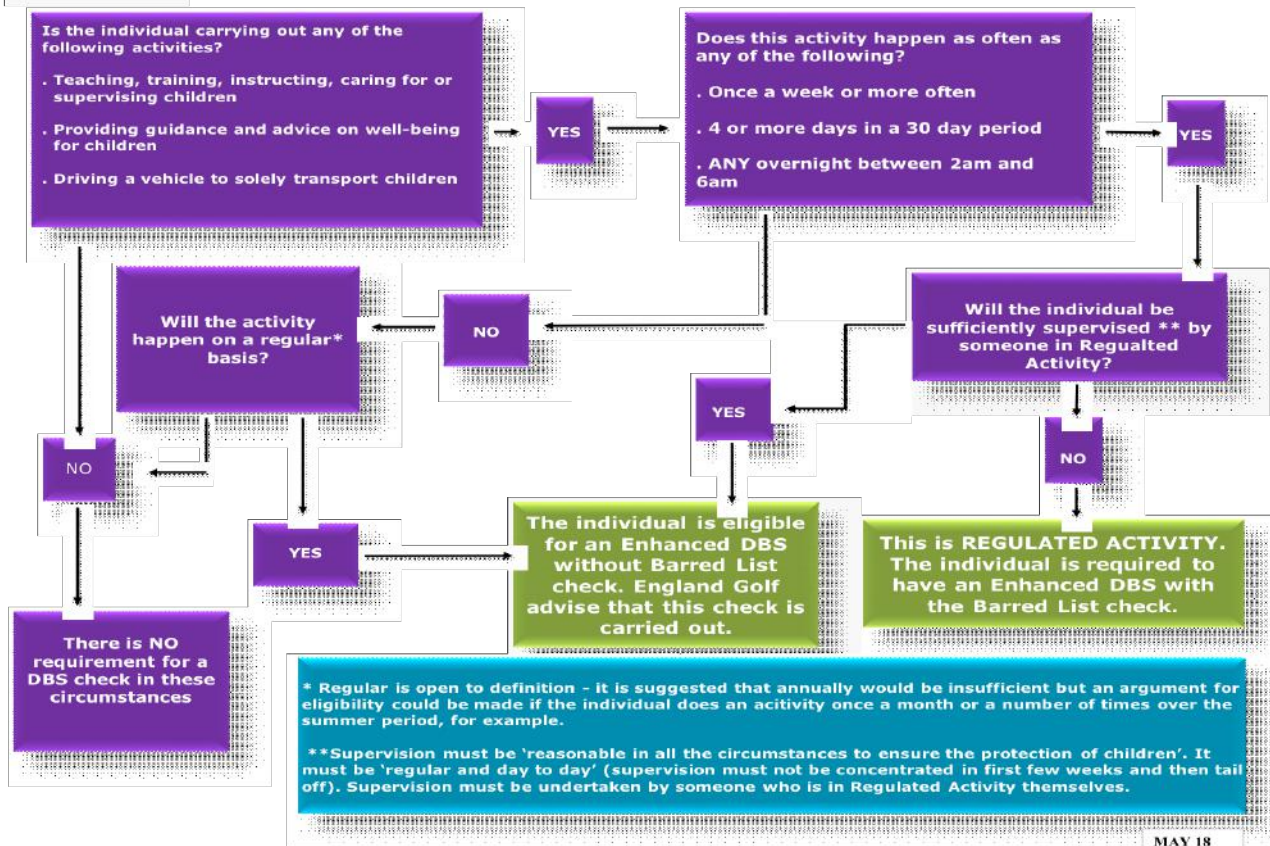 Is the individual carrying out any of the
following activities?
. Teaching, training, instructing, caring for or
supervising children
. Providing guidance and advice on well-being
for children
. Driving a vehicle to solely transport children
YES
Does this activity happen as often as
any of the following?
. Once a week or more often
. 4 or more days in a 30 day period
. ANY overnight between 2am and
6am
YES
Will the activity
happen on a regular*
basis?
NO
Will the individual be
sufficiently supervised ** by
someone in Regualted
Activity?
YES
NO
NO
YES
The individual is eligible
for an Enhanced DBS
without Barred List
check. England Golf
advise that this check is
carried out.
This is REGULATED ACTIVITY.
The individual is required to
have an Enhanced DBS with
the Barred List check.
There is NO
requirement for a
DBS check in these
circumstances
* Regular is open to definition - it is suggested that annually would be insufficient but an argument for
eligibility could be made if the individual does an acitivity once a month or a number of times over the
summer period, for example.
**Supervision must be ‘reasonable in all the circumstances to ensure the protection of children’. It
must be ‘regular and day to day’ (supervision must not be concentrated in first few weeks and then tail
off). Supervision must be undertaken by someone who is in Regulated Activity themselves.
MAY 18